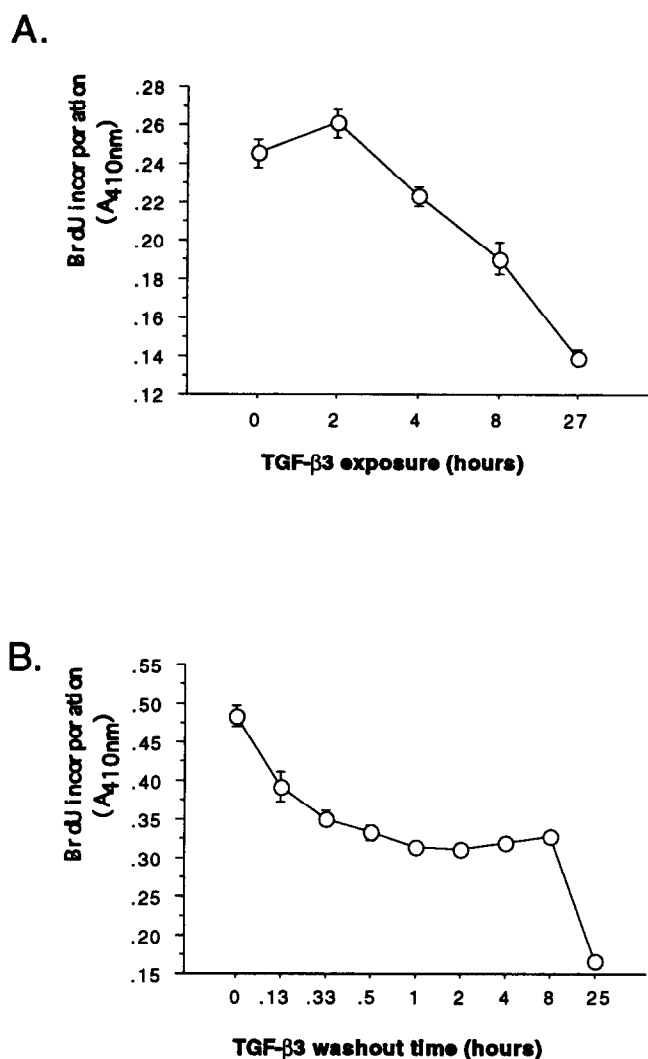 A.
BrdU incorporation
(A410nm)
.28
.26
.24
.22
.20
.18
.16
.14
.12
0 2 4 8 27
TGF-β3 exposure (hours)
B.
BrdU incorporation
(A410nm)
.55
.50
.45
.40
.35
.30
.25
.20
.15
0 .13 .33 .5 1 2 4 8 25
TGF-β3 washout time (hours)